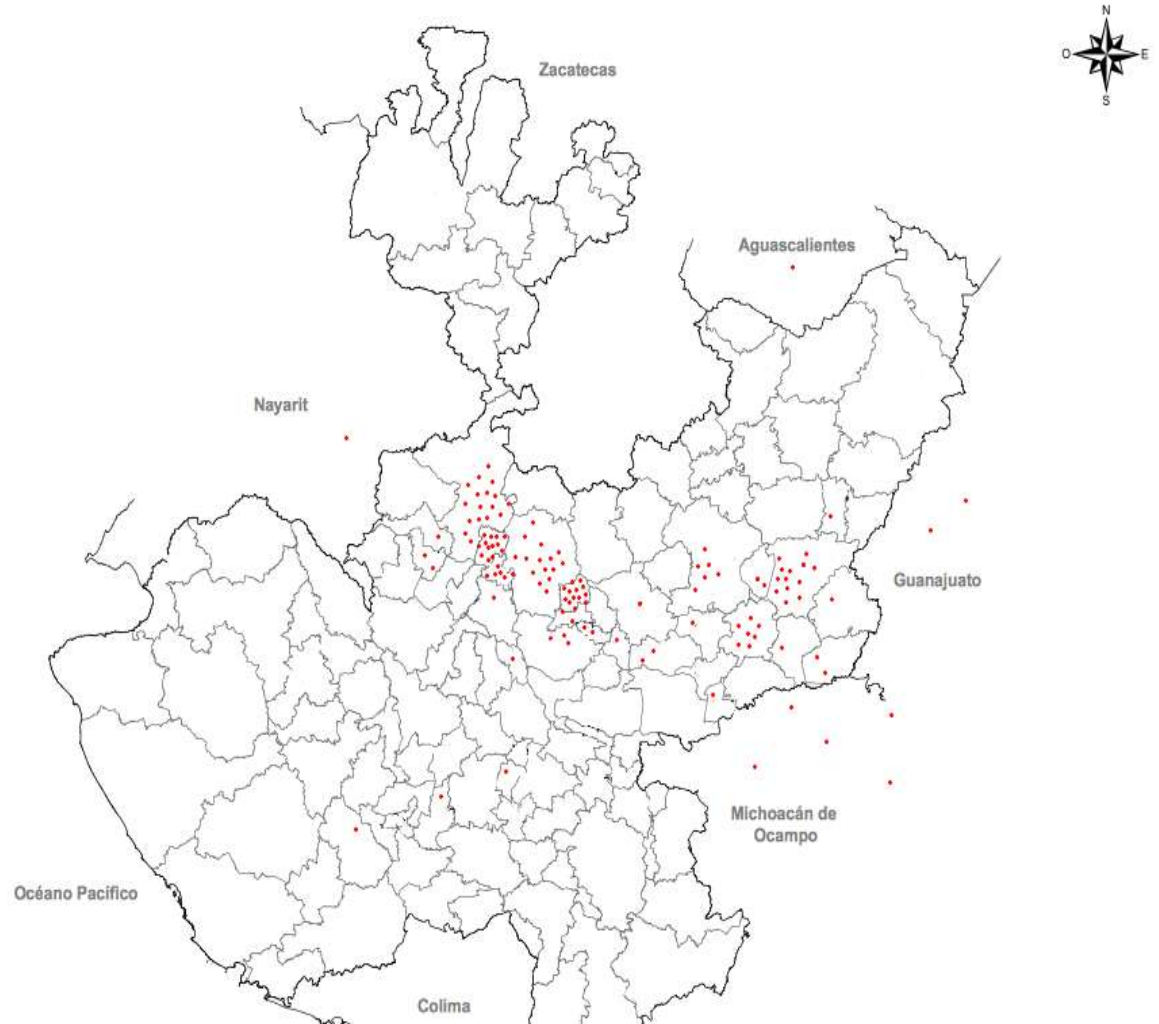 N
O E
S
Zacatecas
Aguascalientes
Nayarit
Guanajuato
Michoacán de
Ocampo
Océano Pacífico
Colima